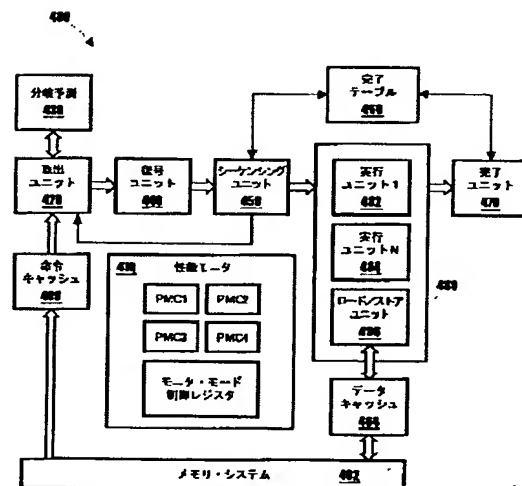 400
分岐予測
430
完了
テーブル
460
取出
ユニット
420
復号
ユニット
440
シーケンシング
ユニット
450
実行
ユニット1
482
完了
ユニット
470
実行
ユニットN
484
480
命令
キャッシュ
性能モニタ
PMC1
PMC2
PMC3
PMC4
ロード/ストア
ユニット
モニタ・モード
制御レジスタ
データ
キャッシュ
メモリ・システム
402